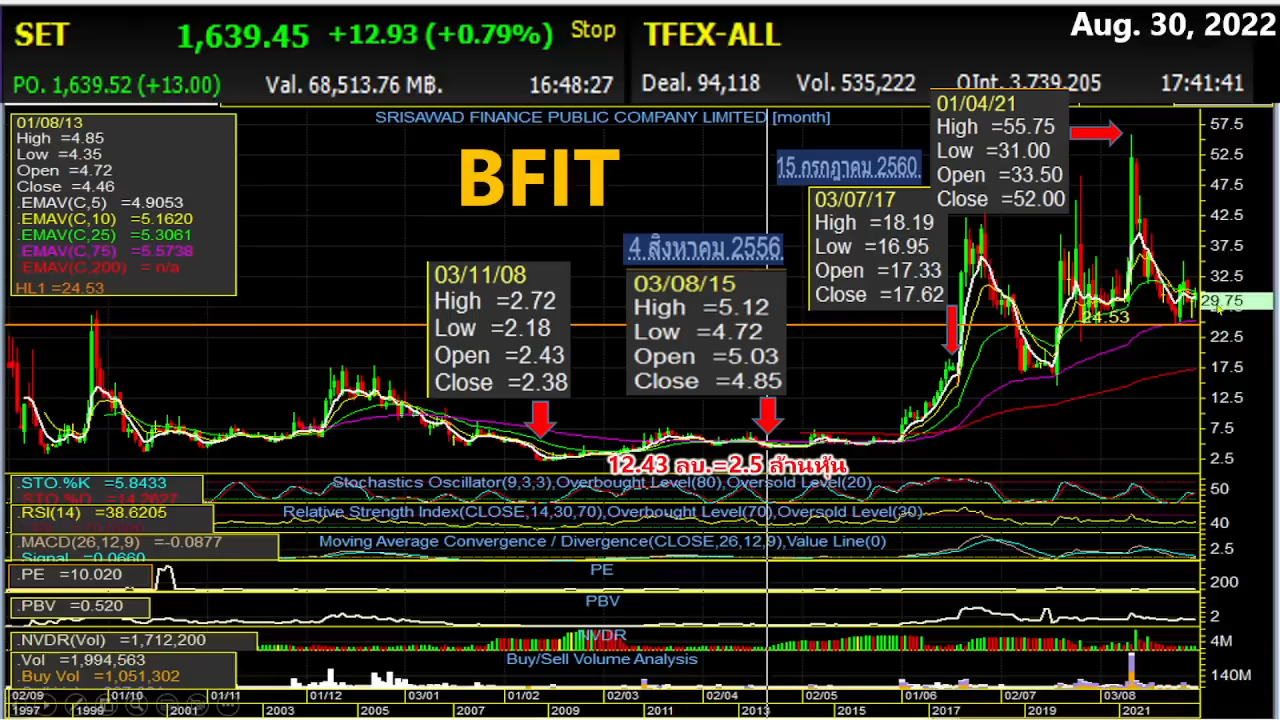 Aug. 30, 2022
SET 1,639.45 +12.93 (+0.79%) Stop TFEX-ALL
PO. 1,639.52 (+13.00) Val. 68,513.76 M฿. 16:48:27 Deal. 94,118 Vol. 535,222 OInt. 3,739,205 17:41:41
SRISAWAD FINANCE PUBLIC COMPANY LIMITED [month]
BFIT
01/08/13
High =4.85
Low =4.35
Open =4.72
Close =4.46
.EMAV(C,5) =4.9053
.EMAV(C,10) =5.1620
.EMAV(C,25) =5.3061
.EMAV(C,75) =5.5738
.EMAV(C,200) = n/a
HL1 =24.53
03/11/08
High =2.72
Low =2.18
Open =2.43
Close =2.38
4 สิงหาคม 2556
03/08/15
High =5.12
Low =4.72
Open =5.03
Close =4.85
15 กรกฎาคม 2560
03/07/17
High =18.19
Low =16.95
Open =17.33
Close =17.62
01/04/21
High =55.75
Low =31.00
Open =33.50
Close =52.00
57.5
52.5
47.5
42.5
37.5
32.5
29.75
24.53
22.5
17.5
12.5
7.5
2.5
12.43 ลบ.=2.5 ล้านหุ้น
.STO.%K =5.8433
.STO.%D =14.2627
Stochastics Oscillator(9,3,3),Overbought Level(80),Oversold Level(20)
50
.RSI(14) =38.6205
Relative Strength Index(CLOSE,14,30,70),Overbought Level(70),Oversold Level(30)
40
.MACD(26,12,9) =-0.0877
Signal =0.0660
Moving Average Convergence / Divergence(CLOSE,26,12,9),Value Line(0)
2.5
.PE =10.020
PE
200
.PBV =0.520
PBV
2
.NVDR(Vol) =1,712,200
NVDR
4M
.Vol =1,994,563
.Buy Vol =1,051,302
Buy/Sell Volume Analysis
140M
02/09 01/10 01/11 01/12 03/01 01/02 02/03 02/04 02/05 01/06 02/07 03/08
1997 1999 2001 2003 2005 2007 2009 2011 2013 2015 2017 2019 2021